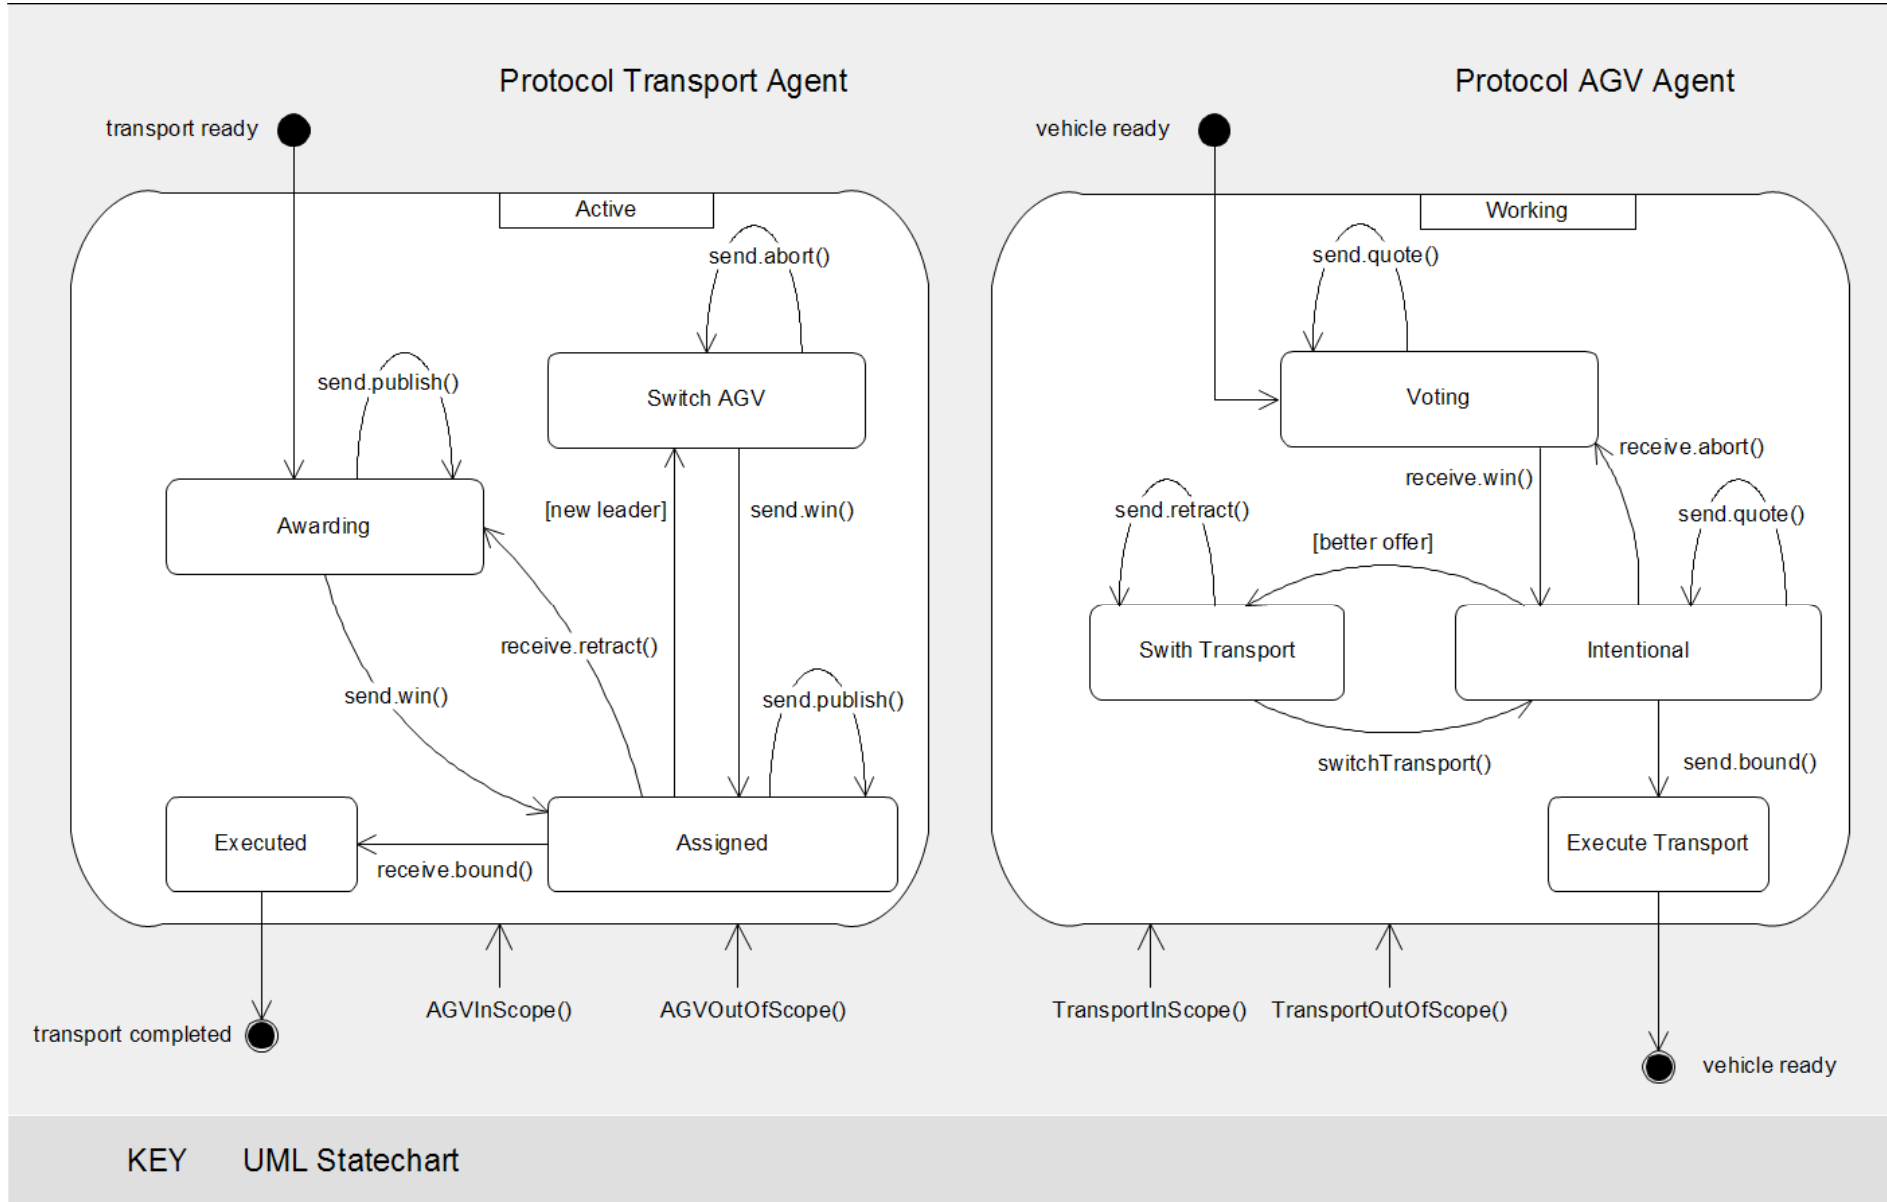 Protocol Transport Agent
transport ready
Active
send.abort()
send.publish()
Switch AGV
Awarding
[new leader]
send.win()
receive.retract()
send.win()
send.publish()
Executed
Assigned
receive.bound()
AGVInScope()
AGVOutOfScope()
transport completed
Protocol AGV Agent
vehicle ready
Working
send.quote()
Voting
receive.abort()
receive.win()
send.retract()
send.quote()
[better offer]
Swith Transport
Intentional
switchTransport()
send.bound()
Execute Transport
TransportInScope()
TransportOutOfScope()
vehicle ready
KEY UML Statechart